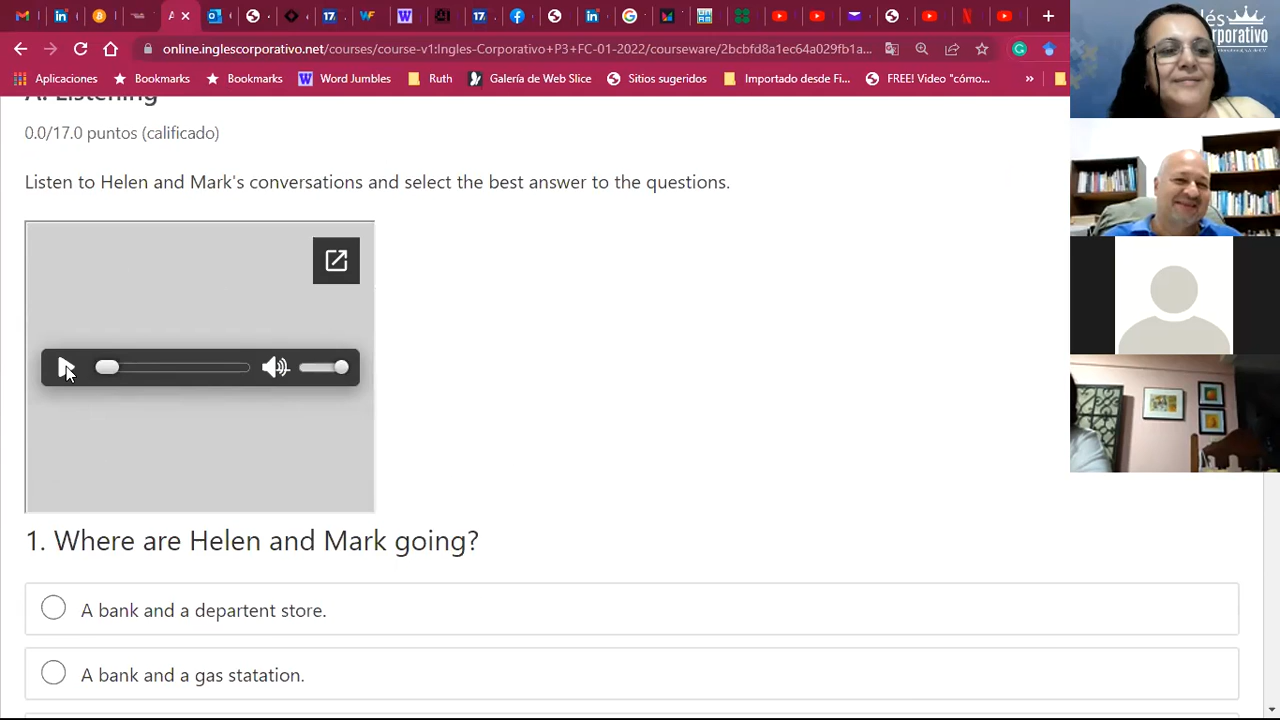 online.inglescorporativo.net/courses/course-v1:Ingles-Corporativo+P3+FC-01-2022/courseware/2bcbfd8a1ec64a029fb1a...
Aplicaciones
Bookmarks
Bookmarks
Word Jumbles
Ruth
Galería de Web Slice
Sitios sugeridos
Importado desde Fi...
FREE! Video "cómo...
»
A. Listening
0.0/17.0 puntos (calificado)
Listen to Helen and Mark's conversations and select the best answer to the questions.
1. Where are Helen and Mark going?
A bank and a departent store.
A bank and a gas statation.